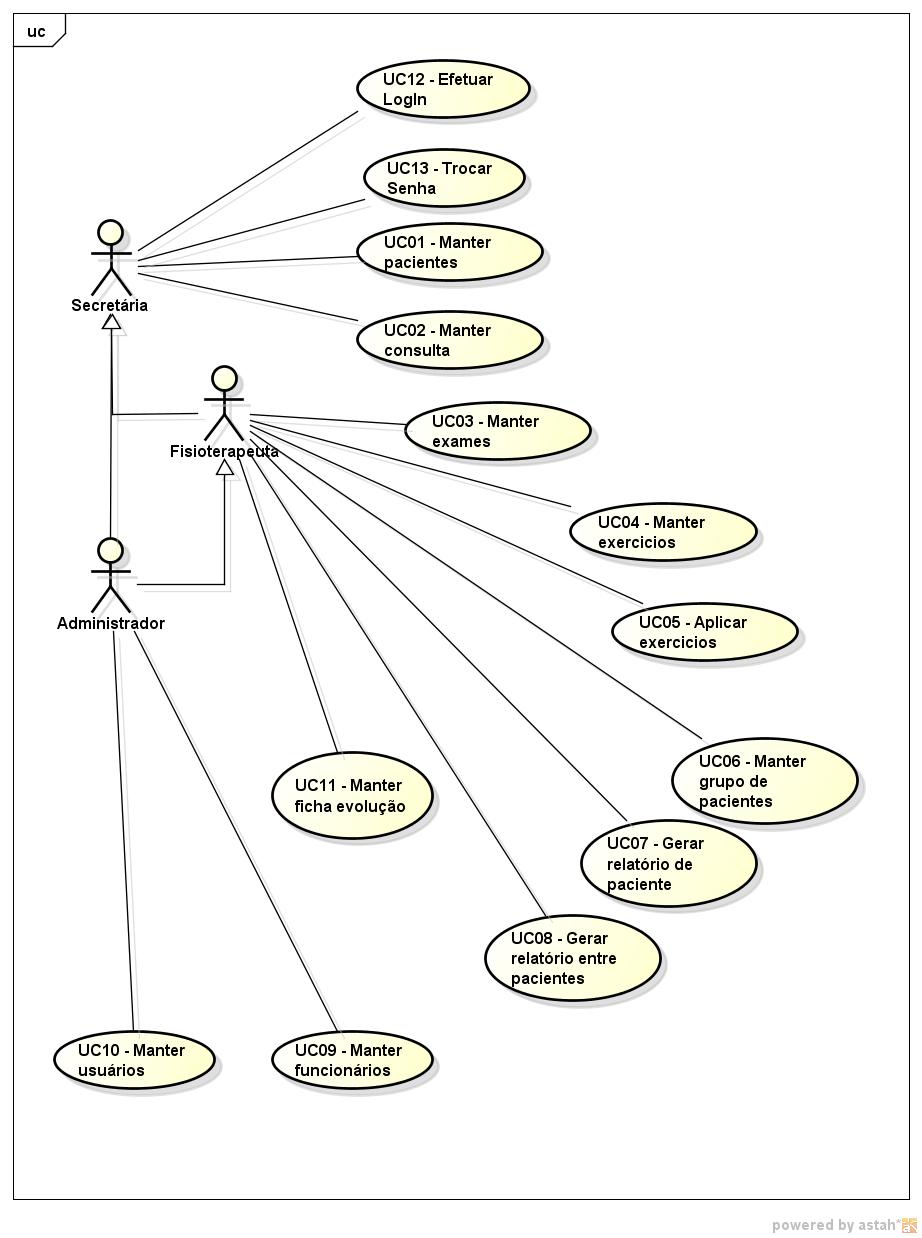 uc
UC12 - Efetuar
LogIn
UC13 - Trocar
Senha
UC01 - Manter
pacientes
Secretária
UC02 - Manter
consulta
UC03 - Manter
exames
Fisioterapeuta
UC04 - Manter
exercicios
UC05 - Aplicar
exercicios
Administrador
UC06 - Manter
grupo de
pacientes
UC11 - Manter
ficha evolução
UC07 - Gerar
relatório de
paciente
UC08 - Gerar
relatório entre
pacientes
UC10 - Manter
usuários
UC09 - Manter
funcionários
powered by astah*